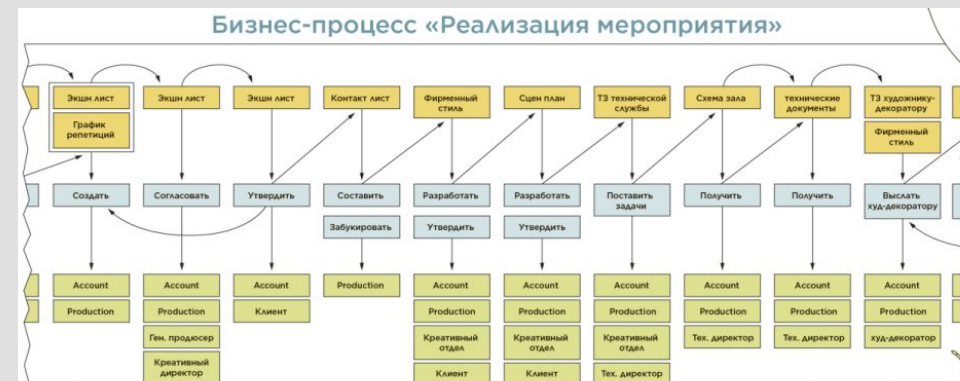 Бизнес-процесс «Реализация мероприятия»
Экшн лист
Экшн лист
Экшн лист
Контакт лист
Фирменный
стиль
Сцен план
ТЗ технической
службы
Схема зала
технические
документы
ТЗ художнику-
декоратору
График
репетиций
Фирменный
стиль
Создать
Согласовать
Утвердить
Составить
Разработать
Разработать
Поставить
задачи
Получить
Получить
Выслать
худ-декоратору
Забукировать
Утвердить
Утвердить
Account
Account
Account
Production
Account
Account
Account
Account
Account
Account
Production
Production
Клиент
Production
Production
Production
Production
Production
Production
Ген. продюсер
Креативный
отдел
Креативный
отдел
Креативный
отдел
Тех. директор
Тех. директор
худ-декоратор
Креативный
директор
Клиент
Клиент
Тех. директор